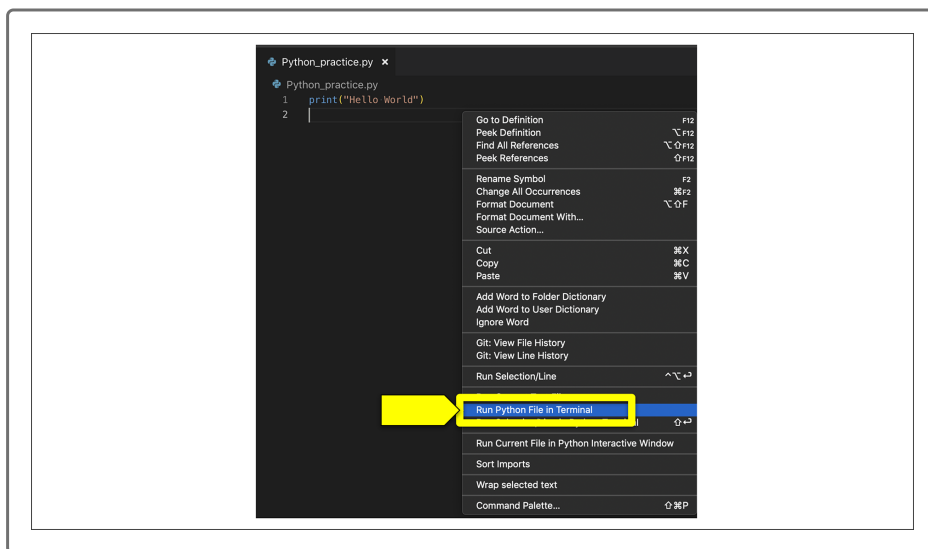 Python_practice.py ×
Python_practice.py
1 print("Hello World")
2
Go to Definition F12
Peek Definition ⌥F12
Find All References ⌥⇧F12
Peek References ⇧F12
Rename Symbol F2
Change All Occurrences ⌘F2
Format Document ⌥⇧F
Format Document With...
Source Action...
Cut ⌘X
Copy ⌘C
Paste ⌘V
Add Word to Folder Dictionary
Add Word to User Dictionary
Ignore Word
Git: View File History
Git: View Line History
Run Selection/Line ^⌥↩
Run Python File in Terminal
⇧↩
Run Current File in Python Interactive Window
Sort Imports
Wrap selected text
Command Palette... ⇧⌘P